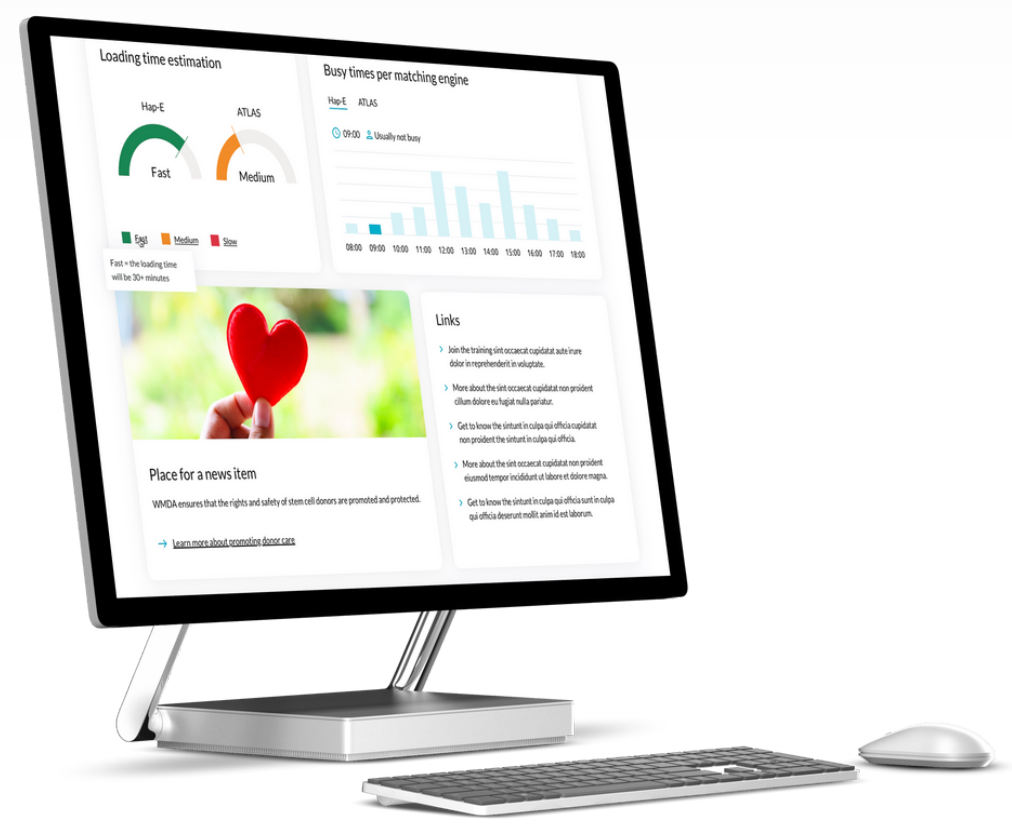 Loading time estimation
Hap-E
ATLAS
Fast
Medium
Fast
Medium
Slow
Fast = the loading time
will be 30+ minutes
Busy times per matching engine
Hap-E ATLAS
09:00 Usually not busy
08:00 09:00 10:00 11:00 12:00 13:00 14:00 15:00 16:00 17:00 18:00
Place for a news item
WMDA ensures that the rights and safety of stem cell donors are promoted and protected.
Learn more about promoting donor care
Links
Join the training sint occaecat cupidatat aute irure
dolor in reprehenderit in voluptate.
More about the sint occaecat cupidatat non proident
cillum dolore eu fugiat nulla pariatur.
Get to know the sintunt in culpa qui officia cupidatat
non proident the sintunt in culpa qui officia.
More about the sint occaecat cupidatat non proident
eiusmod tempor incididunt ut labore et dolore magna.
Get to know the sintunt in culpa qui officia sunt in culpa
qui officia deserunt mollit anim id est laborum.